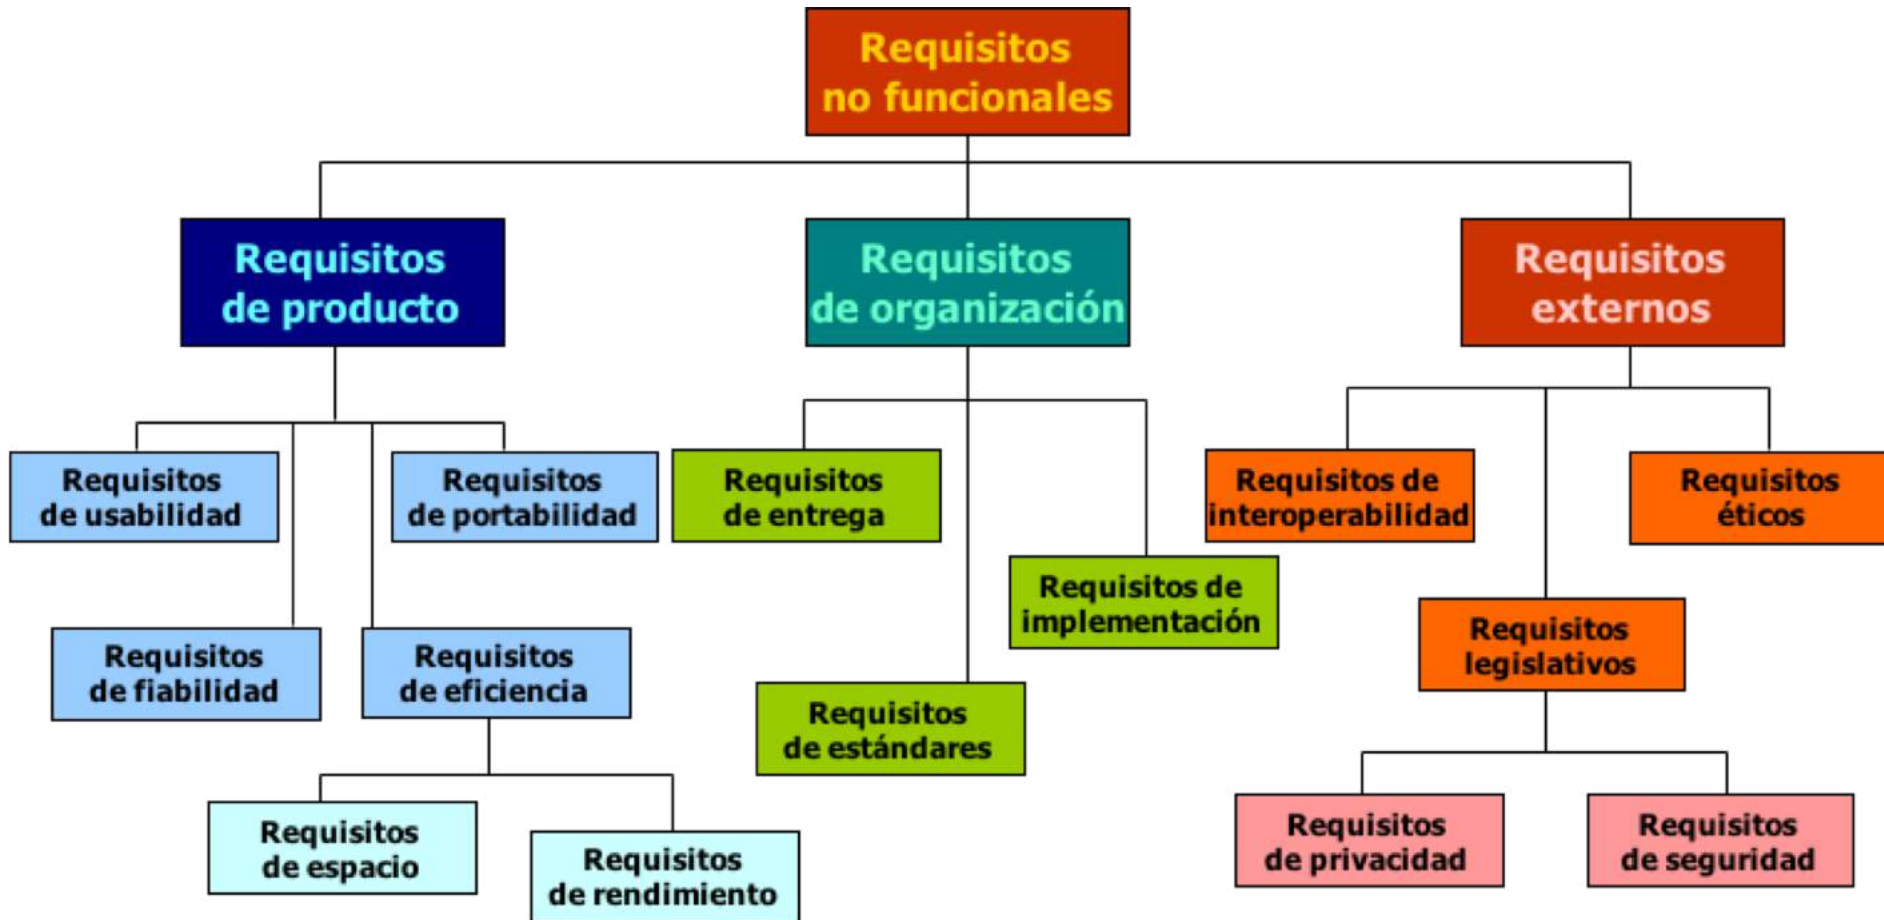 Requisitos
no funcionales
Requisitos
de producto
Requisitos
de organización
Requisitos
externos
Requisitos
de usabilidad
Requisitos
de portabilidad
Requisitos
de entrega
Requisitos de
interoperabilidad
Requisitos
éticos
Requisitos de
implementación
Requisitos
de fiabilidad
Requisitos
de eficiencia
Requisitos
legislativos
Requisitos
de estándares
Requisitos
de espacio
Requisitos
de rendimiento
Requisitos
de privacidad
Requisitos
de seguridad